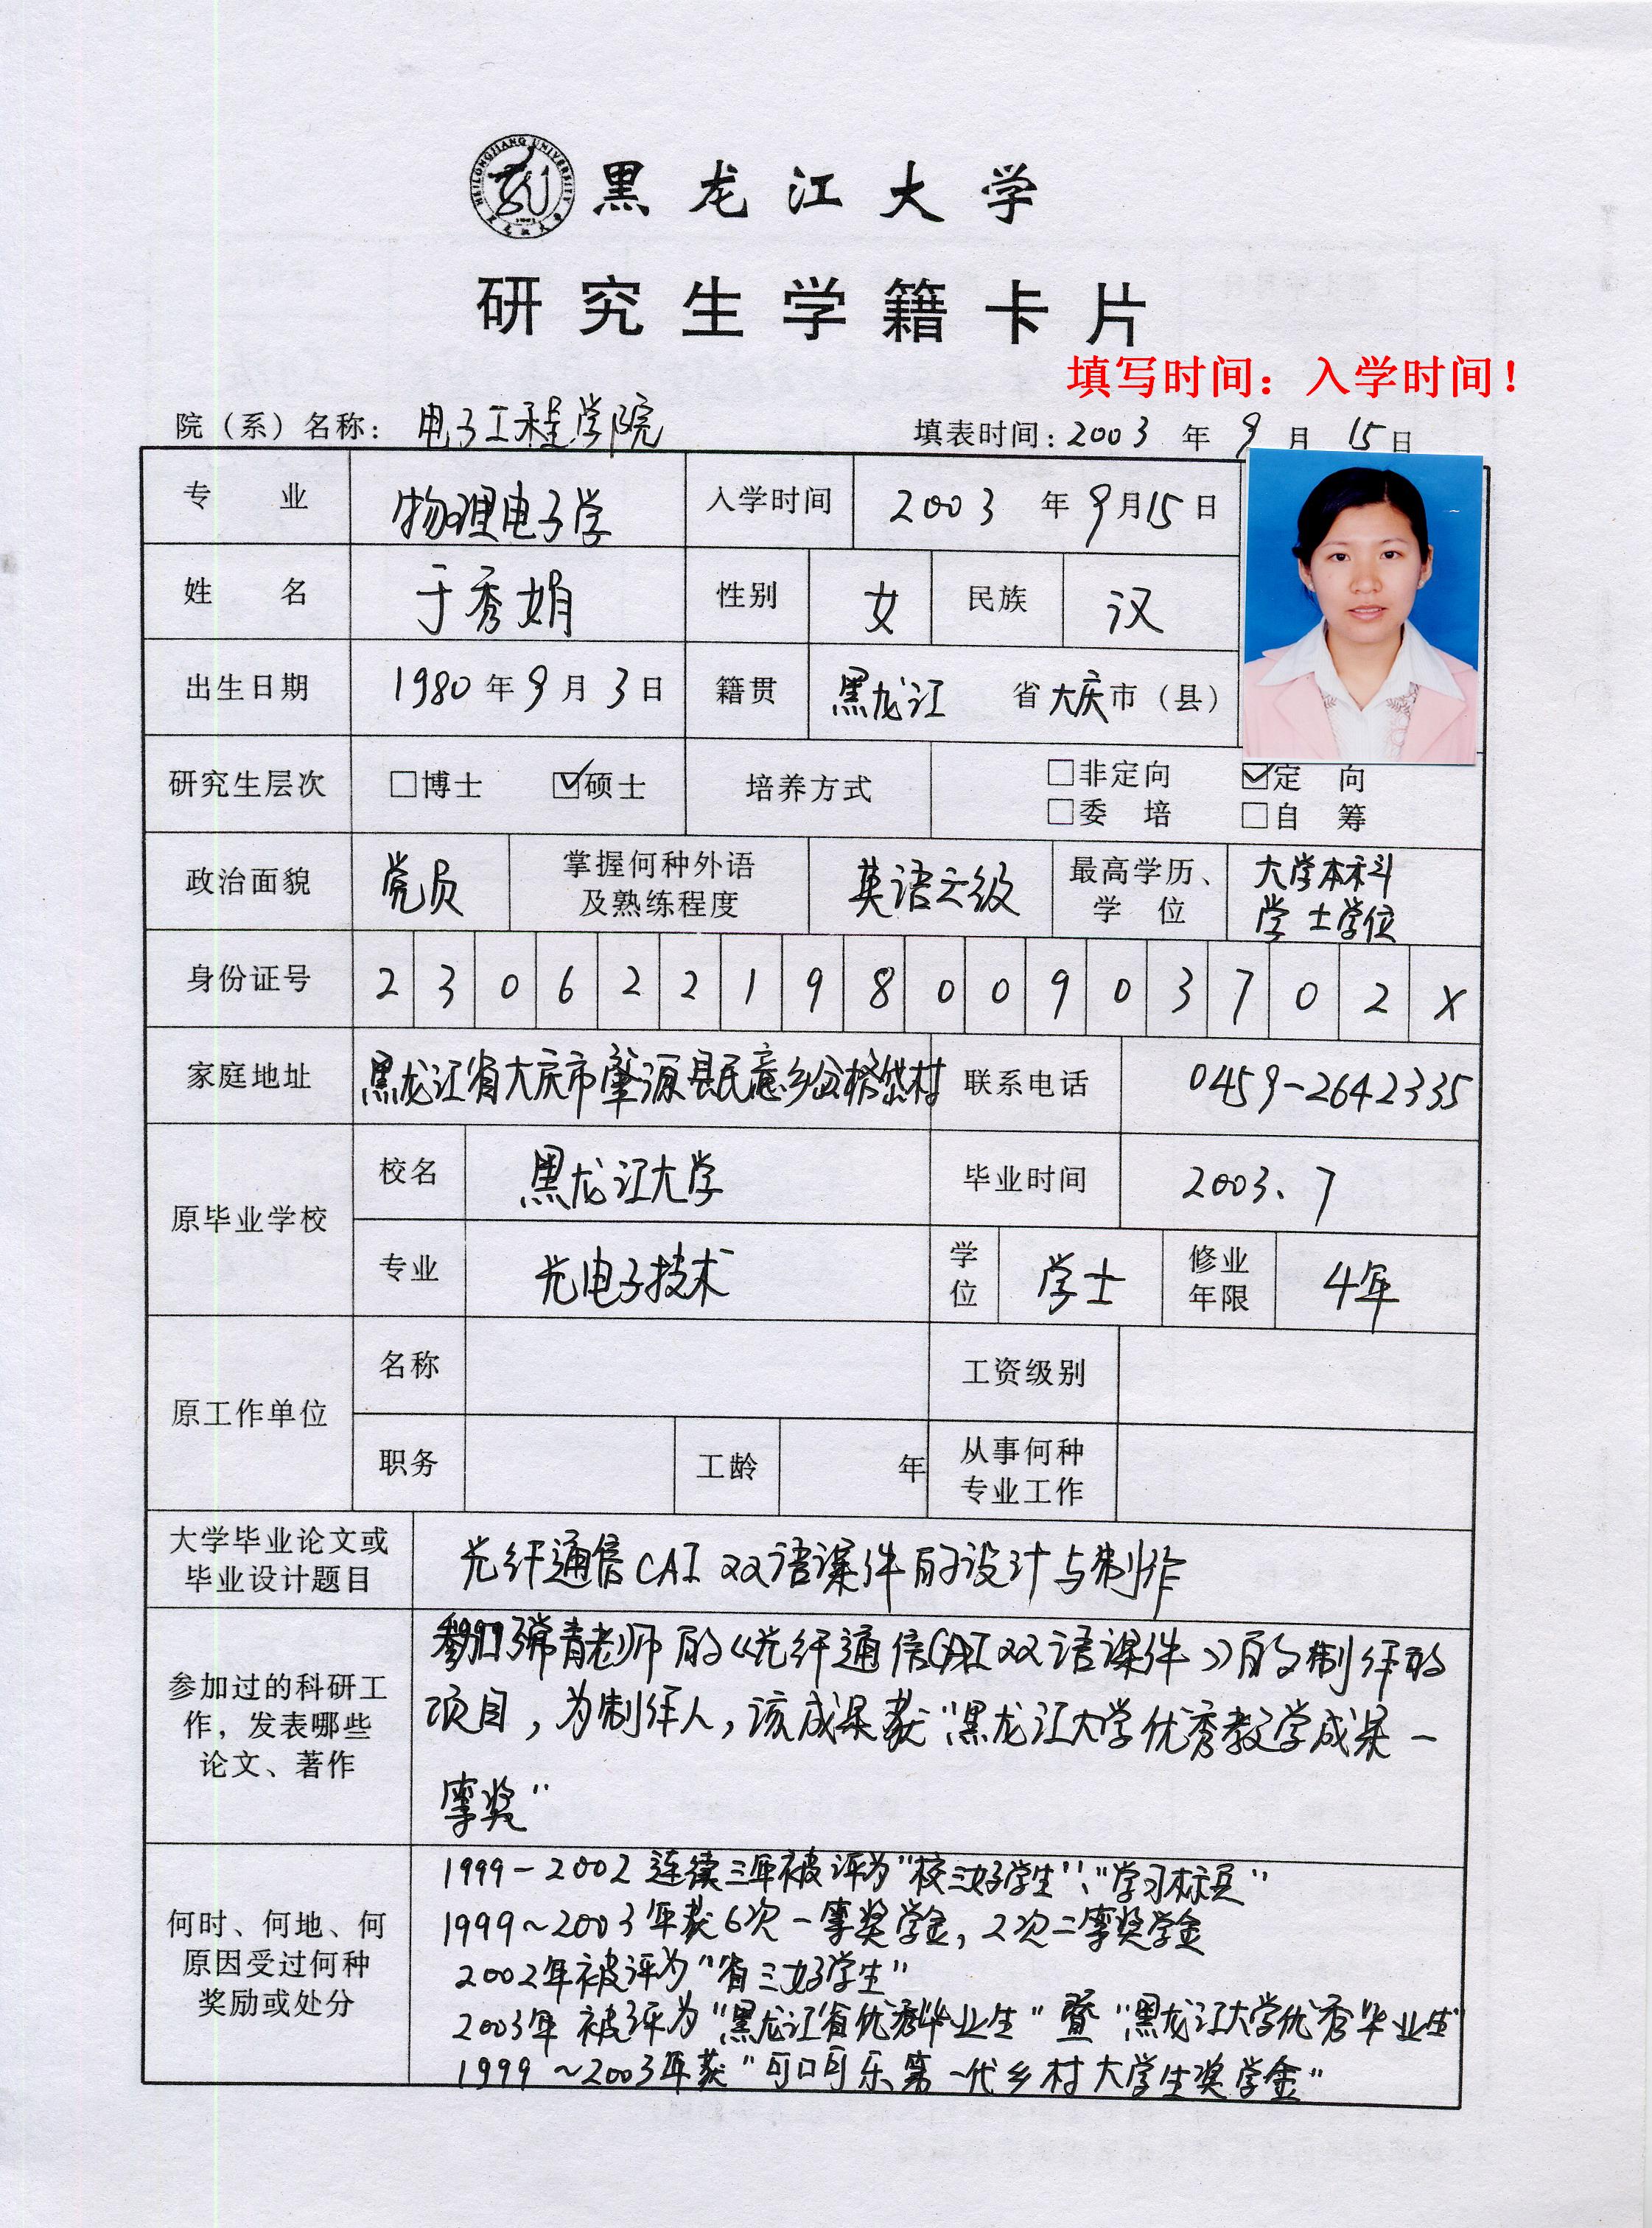 HEILONGJIANG UNIVERSITY
黑龙江大学
研究生学籍卡片
填写时间：入学时间！
院（系）名称： 电子工程学院 填表时间：2003 年 9 月 15 日
专 业 物理电子学 入学时间 2003 年 9 月 15 日
姓 名 于秀娟 性别 女 民族 汉
出生日期 1980 年 9 月 3 日 籍贯 黑龙江 省 大庆 市（县）
研究生层次 □博士 ☑硕士 培养方式 □非定向 ☑定 向
□委 培 □自 筹
政治面貌 党员 掌握何种外语及熟练程度 英语六级 最高学历、学 位 大学本科
学士学位
身份证号 23062219800903702X
家庭地址 黑龙江省大庆市肇源县民意乡公村 联系电话 0459-2642335
原毕业学校 校名 黑龙江大学 毕业时间 2003、7
专业 光电子技术 学位 学士 修业年限 4年
原工作单位 名称 工资级别
职务 工龄 年 从事何种专业工作
大学毕业论文或
毕业设计题目 光纤通信CAI双语课件的设计与制作
参加过的科研工
作，发表哪些
论文、著作
参加常青老师的《光纤通信CAI双语课件》的制作的
项目，为制作人，该成果获"黑龙江大学优秀教学成果一
等奖"
何时、何地、何
原因受过何种
奖励或处分
1999-2002连续三年被评为"校三好学生"、"学习标兵"
1999~2003年获6次一等奖学金，2次二等奖学金
2002年被评为"省三好学生"
2003年被评为"黑龙江省优秀毕业生"暨"黑龙江大学优秀毕业生"
1999~2003年获"可口可乐第一代乡村大学生奖学金"